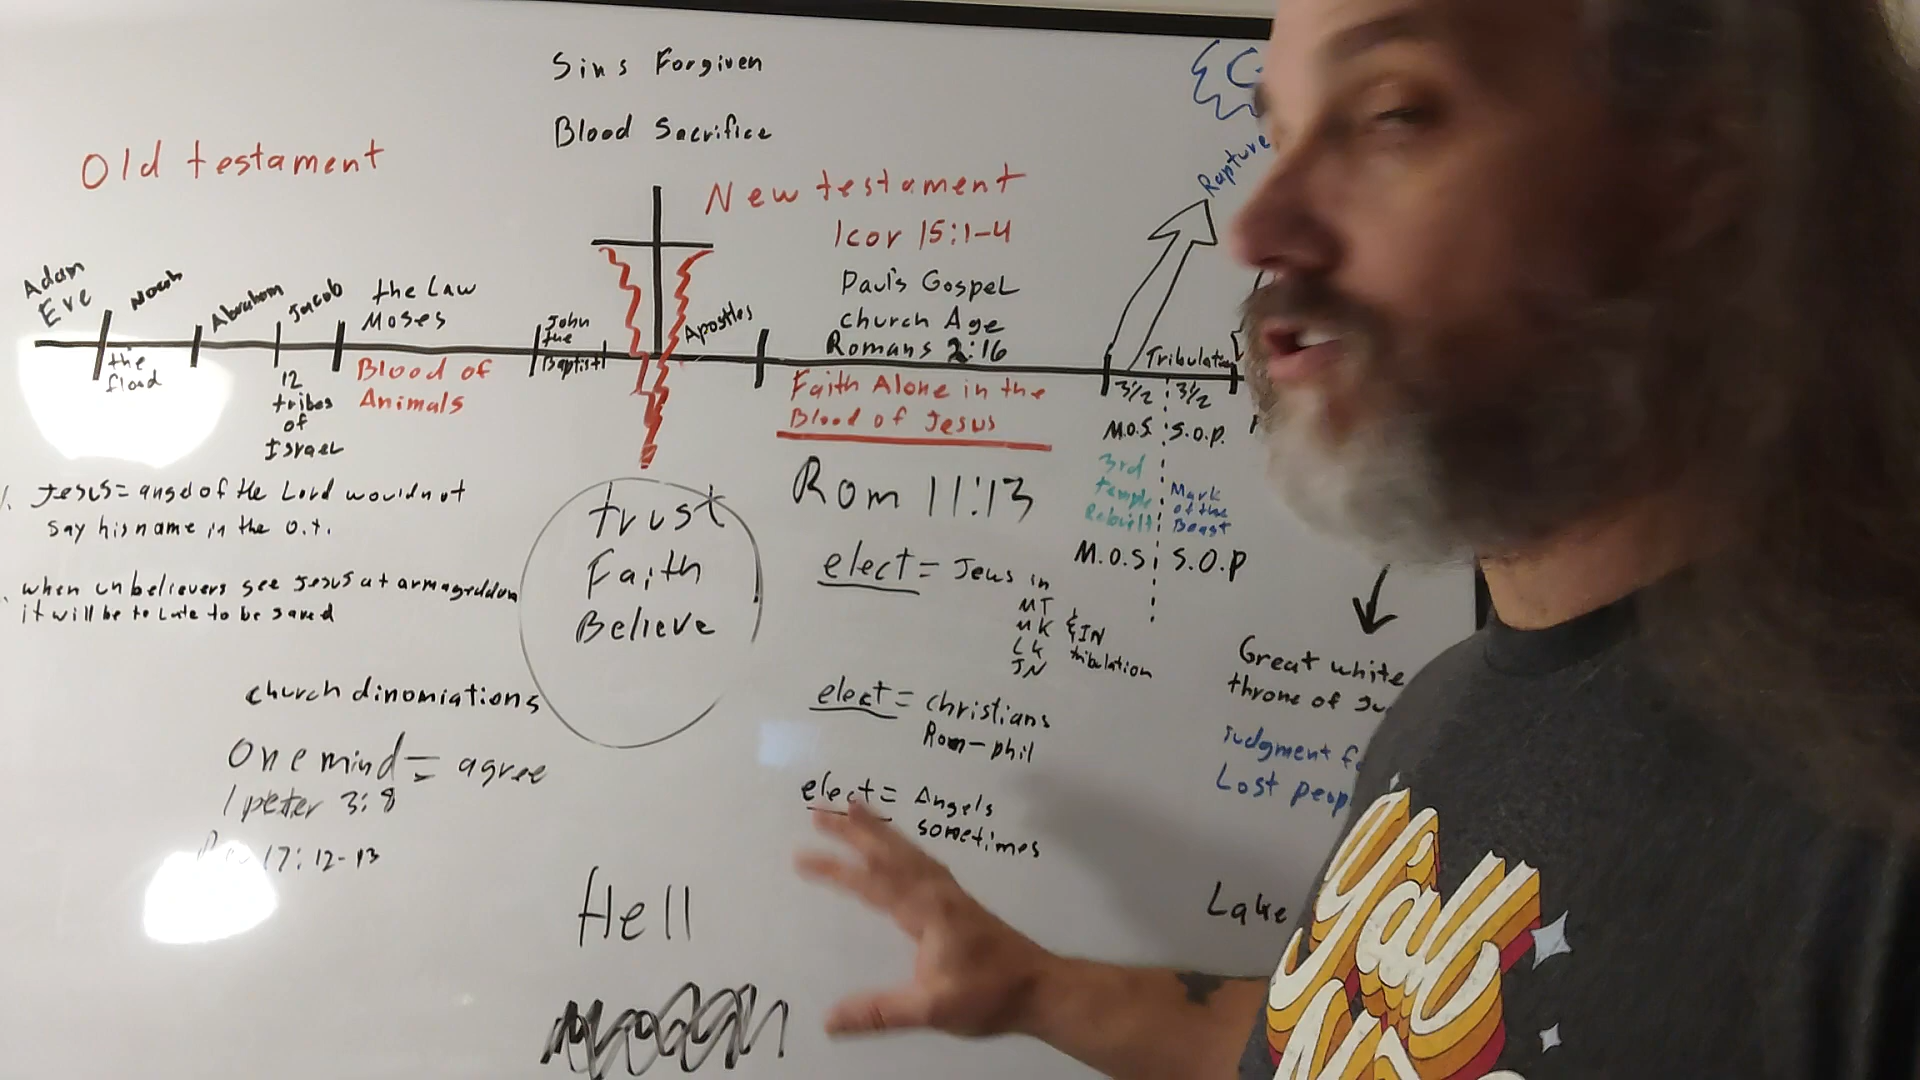 Sins Forgiven
Blood Sacrifice
Old testament
New testament
1cor 15:1-4
Paul's Gospel
church Age
Romans 2:16
Faith Alone in the
Blood of Jesus
Adam
Eve
Noah
the
flood
Abraham
Jacob
12
tribes
of
Israel
the Law
Moses
Blood of
Animals
John
the
Baptist
Apostles
Rapture
Tribulation
3½ 3½
M.O.S. S.O.P.
3rd
temple
Rebuilt
Mark
of the
Beast
M.O.S. S.O.P
1. Jesus = angel of the Lord would not
say his name in the O.T.
when unbelievers see Jesus at armageddon
it will be to late to be saved
trust
Faith
Believe
Rom 11:13
elect = Jews in
MT
MK
LK
JN
& IN
tribulation
elect = christians
Rom-phil
elect = Angels
sometimes
church dinomiations
One mind = agree
1 peter 3:8
17:12-13
Hell
Great white
throne of
Judgment
Lost
Lake
Y'all